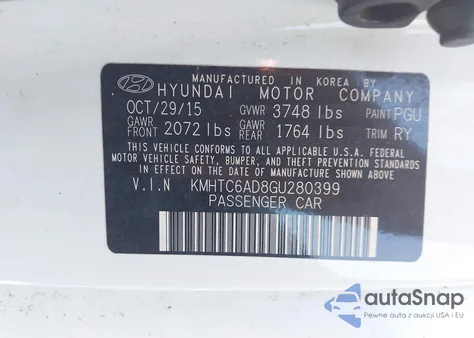 MANUFACTURED IN KOREA BY
HYUNDAI MOTOR COMPANY
OCT/29/15 GVWR 3748 lbs PAINT PGU
GAWR FRONT 2072 lbs GAWR REAR 1764 lbs TRIM RY
THIS VEHICLE CONFORMS TO ALL APPLICABLE U.S.A. FEDERAL
MOTOR VEHICLE SAFETY, BUMPER, AND THEFT PREVENTION
STANDARDS IN EFFECT ON THE DATE OF MANUFACTURE SHOWN ABOVE.
V.I.N KMHTC6AD8GU280399
PASSENGER CAR
autoSnap
Pewne auta z aukcji USA i EU